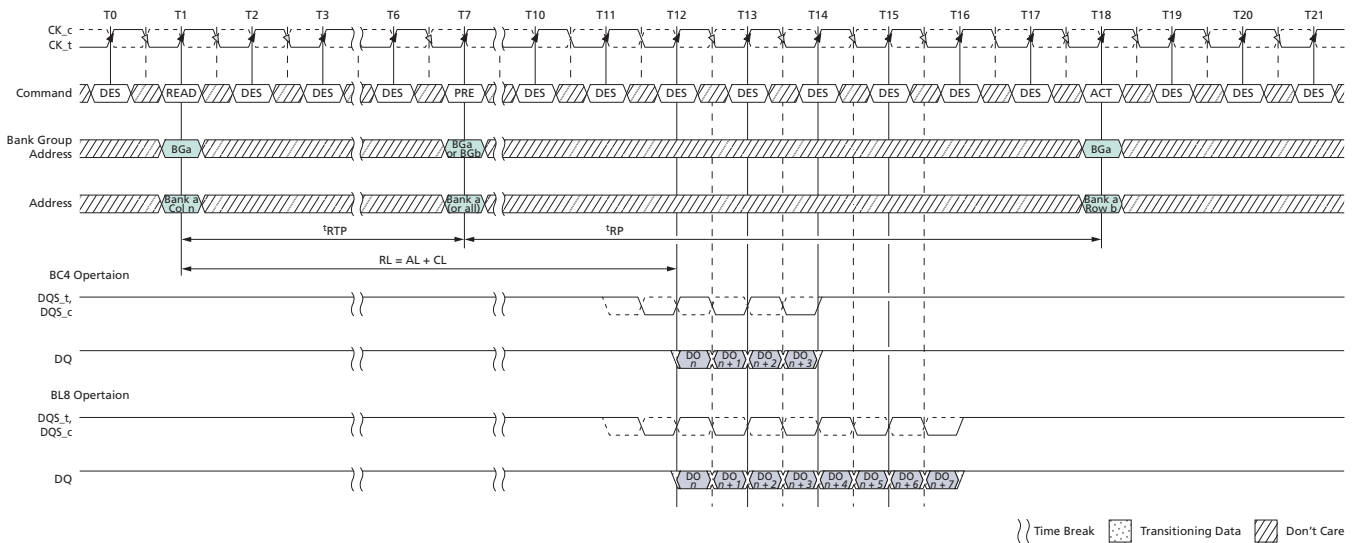 T0 T1 T2 T3 T6 T7 T10 T11 T12 T13 T14 T15 T16 T17 T18 T19 T20 T21
CK_c
CK_t
Command DES READ DES DES DES PRE DES DES DES DES DES DES DES DES ACT DES DES DES
Bank Group
Address
BGa
BGa
or BGb
BGa
Address
Bank a
Col n
Bank a
(or all)
Bank a
Row b
tRTP
tRP
RL = AL + CL
BC4 Opertaion
DQS_t,
DQS_c
DQ
DO
n
DO
n + 1
DO
n + 2
DO
n + 3
BL8 Opertaion
DQS_t,
DQS_c
DQ
DO
n
DO
n + 1
DO
n + 2
DO
n + 3
DO
n + 4
DO
n + 5
DO
n + 6
DO
n + 7
Time Break Transitioning Data Don't Care